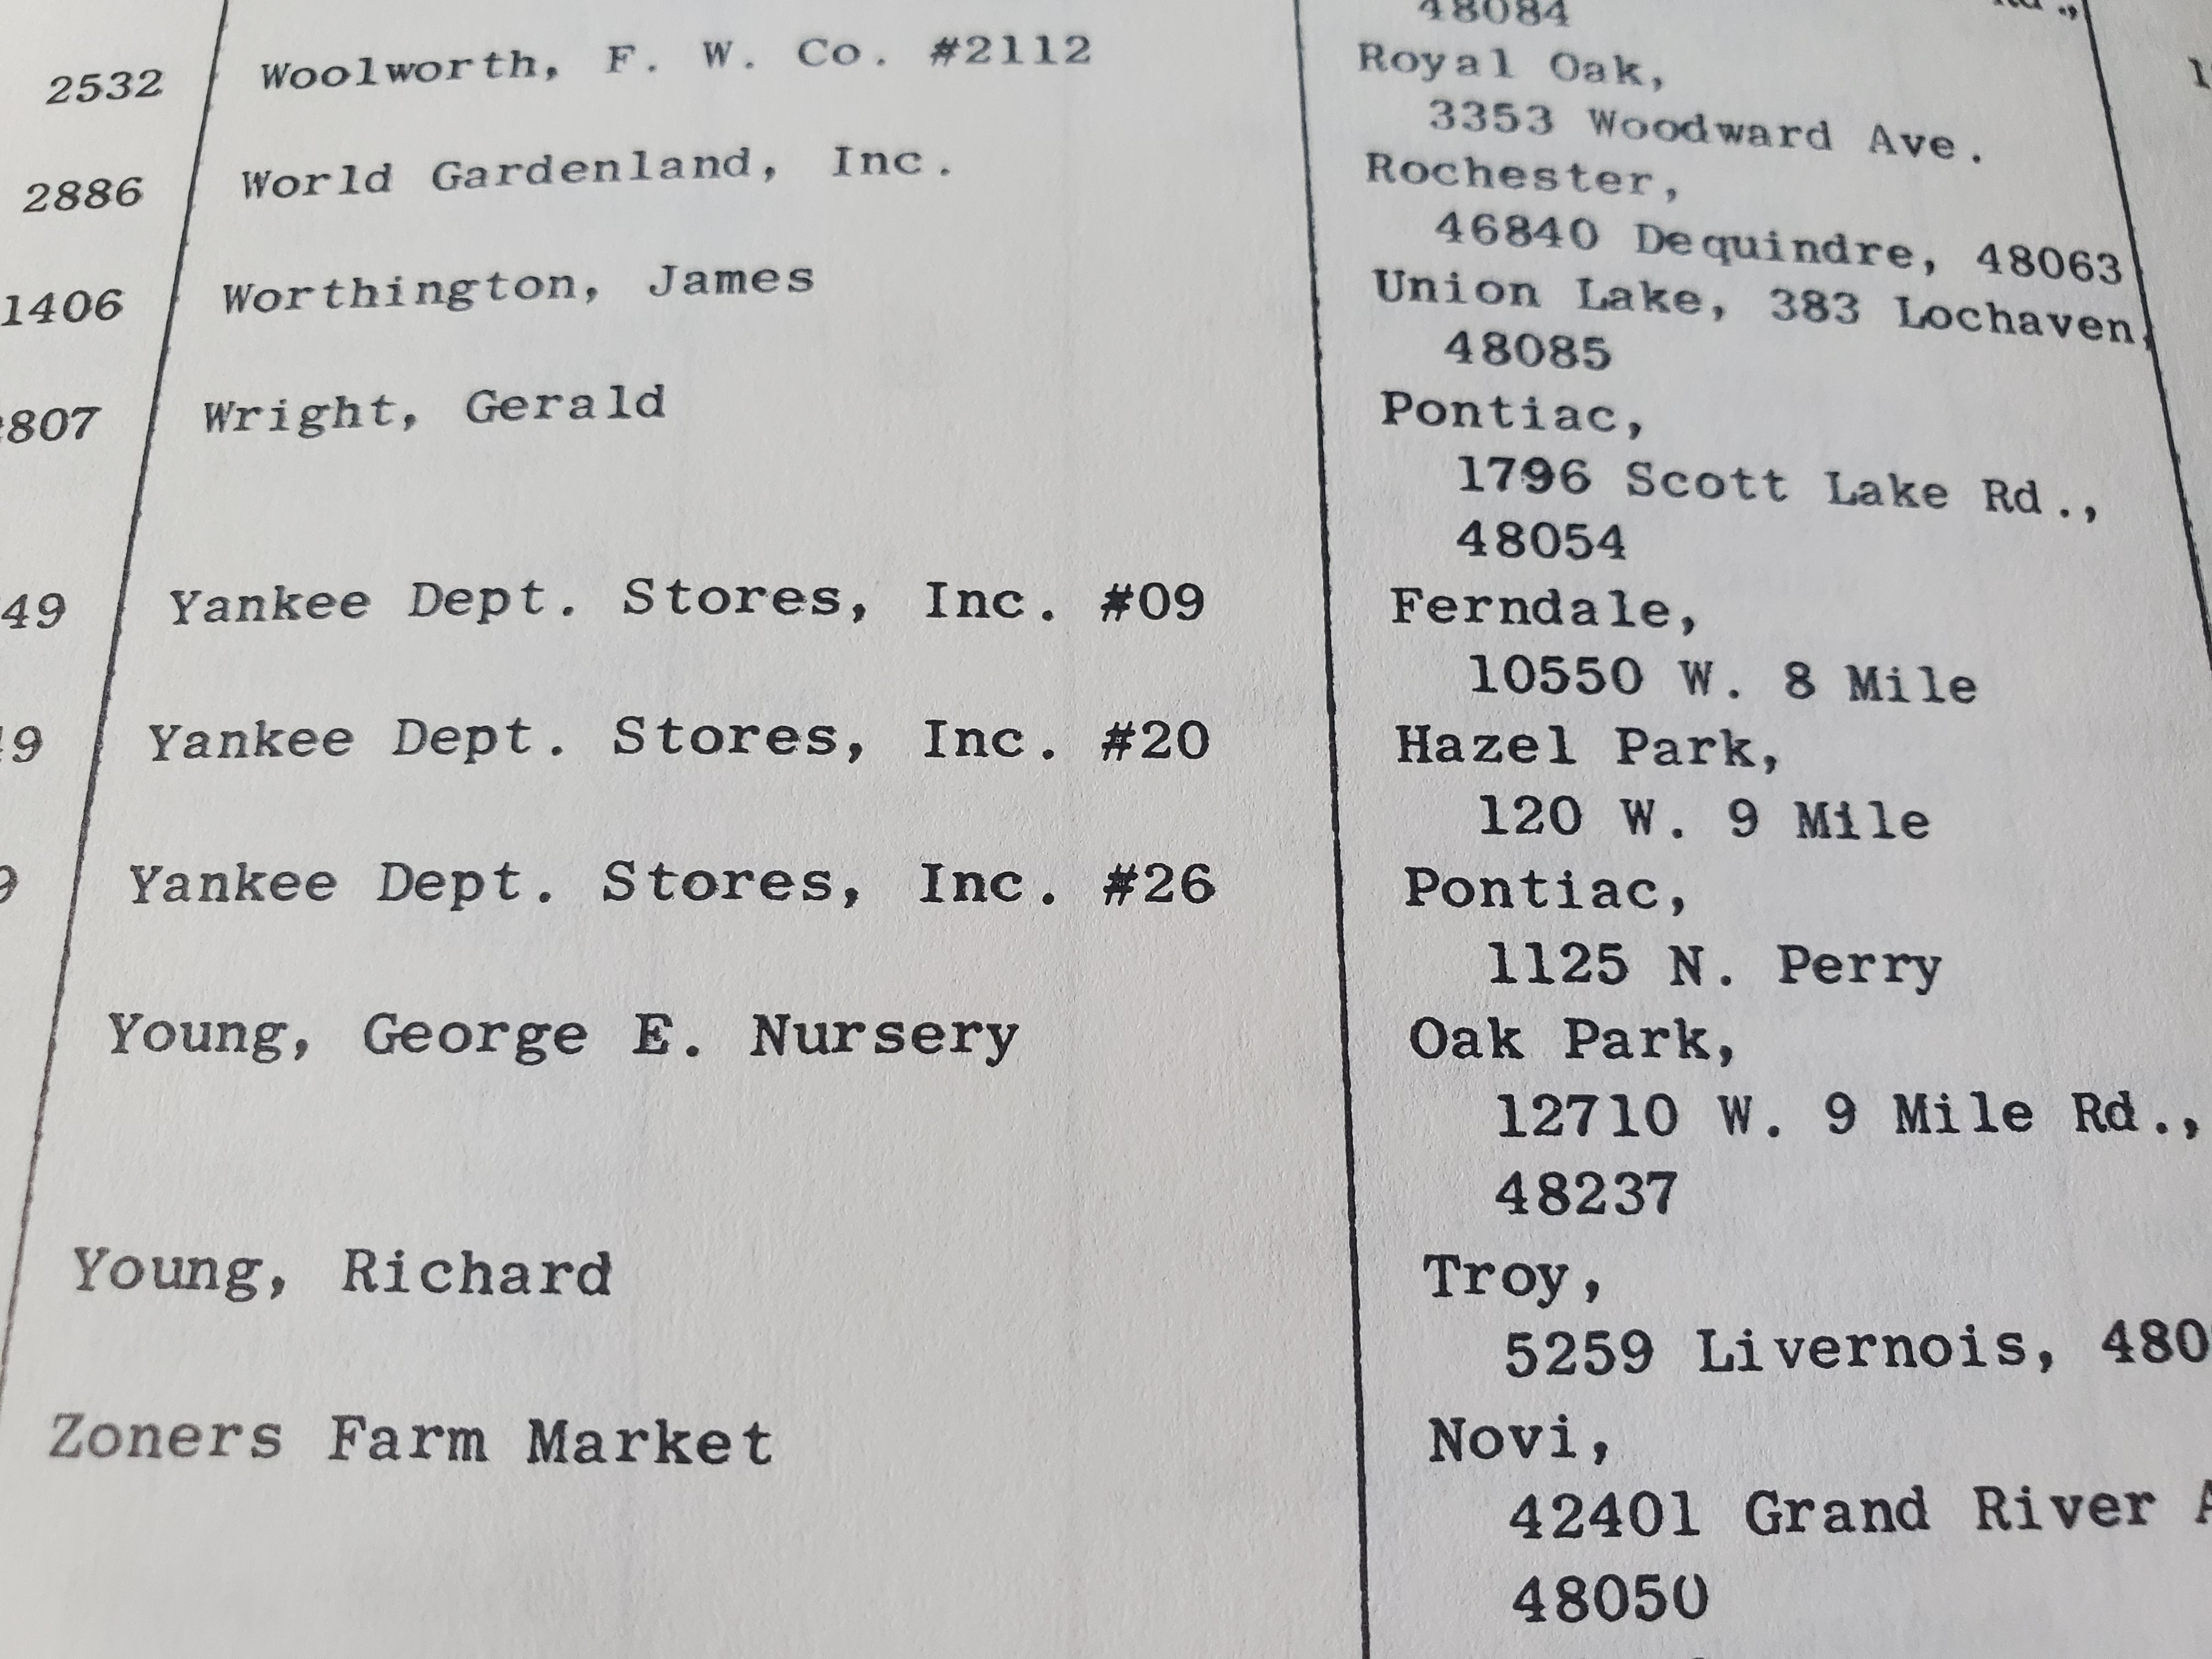 48084
2532 Woolworth, F. W. Co. #2112 Royal Oak,
3353 Woodward Ave.
2886 World Gardenland, Inc. Rochester,
46840 Dequindre, 48063
1406 Worthington, James Union Lake, 383 Lochaven,
48085
807 Wright, Gerald Pontiac,
1796 Scott Lake Rd.,
48054
49 Yankee Dept. Stores, Inc. #09 Ferndale,
10550 W. 8 Mile
9 Yankee Dept. Stores, Inc. #20 Hazel Park,
120 W. 9 Mile
9 Yankee Dept. Stores, Inc. #26 Pontiac,
1125 N. Perry
Young, George E. Nursery Oak Park,
12710 W. 9 Mile Rd.,
48237
Young, Richard Troy,
5259 Livernois, 480
Zoners Farm Market Novi,
42401 Grand River A
48050